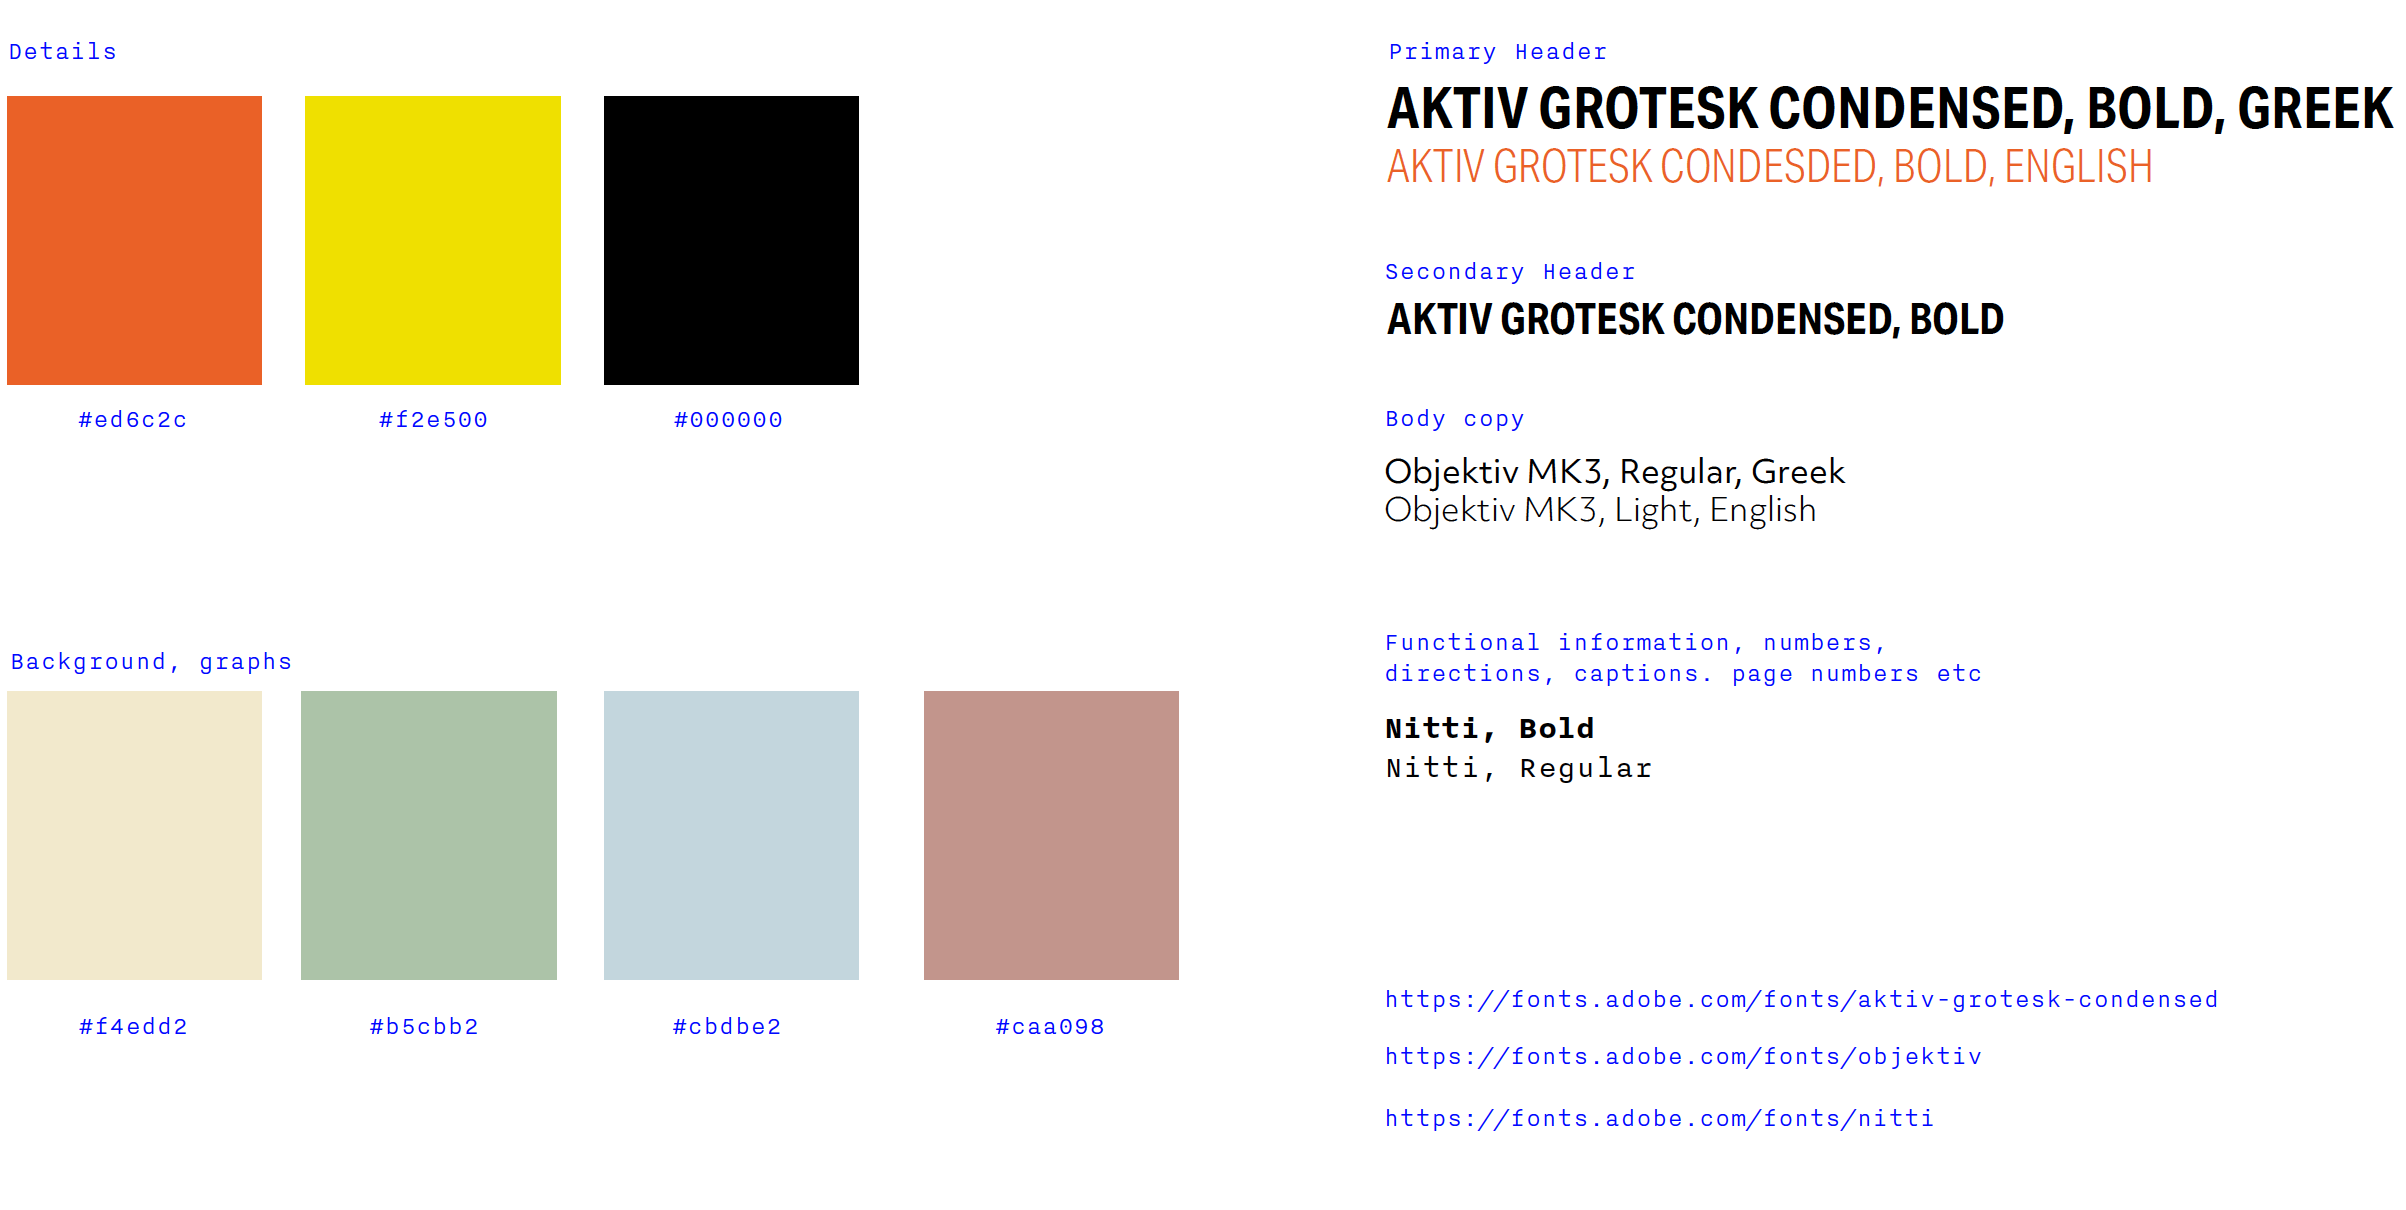 Details
#ed6c2c
#f2e500
#000000
Background, graphs
#f4edd2
#b5cbb2
#cbdbe2
#caa098
Primary Header
AKTIV GROTESK CONDENSED, BOLD, GREEK
AKTIV GROTESK CONDESDED, BOLD, ENGLISH
Secondary Header
AKTIV GROTESK CONDENSED, BOLD
Body copy
Objektiv MK3, Regular, Greek
Objektiv MK3, Light, English
Functional information, numbers,
directions, captions. page numbers etc
Nitti, Bold
Nitti, Regular
https://fonts.adobe.com/fonts/aktiv-grotesk-condensed
https://fonts.adobe.com/fonts/objektiv
https://fonts.adobe.com/fonts/nitti